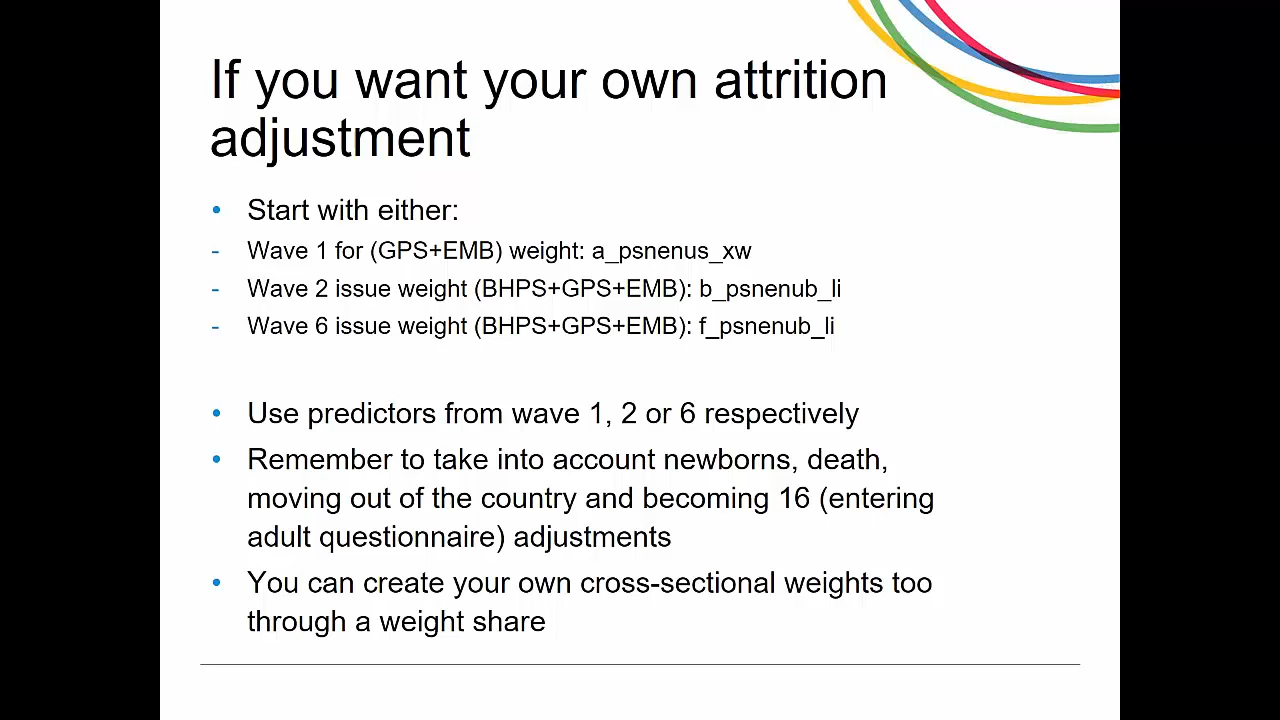 If you want your own attrition
adjustment
• Start with either:
- Wave 1 for (GPS+EMB) weight: a_psnenus_xw
- Wave 2 issue weight (BHPS+GPS+EMB): b_psnenub_li
- Wave 6 issue weight (BHPS+GPS+EMB): f_psnenub_li
• Use predictors from wave 1, 2 or 6 respectively
• Remember to take into account newborns, death,
moving out of the country and becoming 16 (entering
adult questionnaire) adjustments
• You can create your own cross-sectional weights too
through a weight share